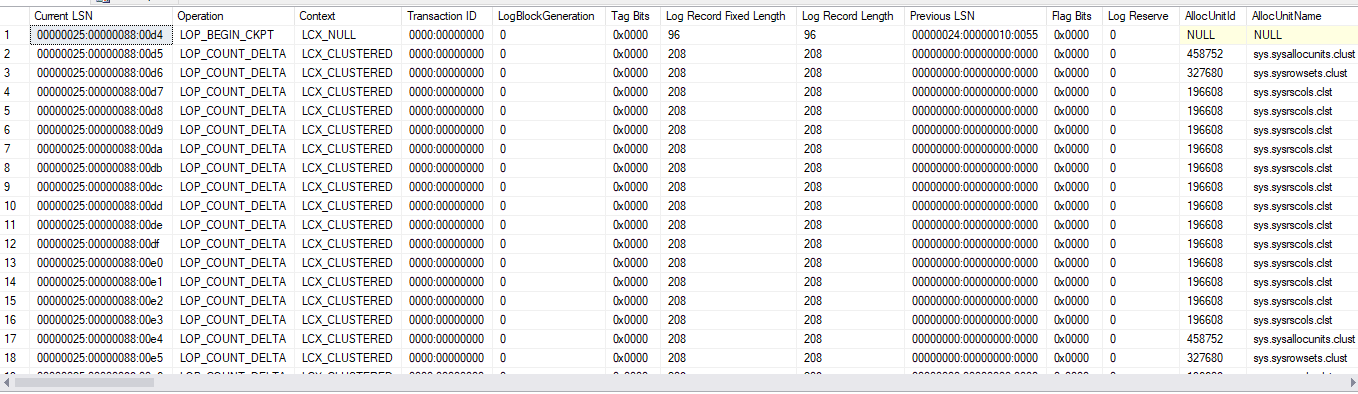 Current LSN Operation Context Transaction ID LogBlockGeneration Tag Bits Log Record Fixed Length Log Record Length Previous LSN Flag Bits Log Reserve AllocUnitId AllocUnitName
1 00000025:00000088:00d4 LOP_BEGIN_CKPT LCX_NULL 0000:00000000 0 0x0000 96 96 00000024:00000010:0055 0x0000 0 NULL NULL
2 00000025:00000088:00d5 LOP_COUNT_DELTA LCX_CLUSTERED 0000:00000000 0 0x0000 208 208 00000000:00000000:0000 0x0000 0 458752 sys.sysallocunits.clust
3 00000025:00000088:00d6 LOP_COUNT_DELTA LCX_CLUSTERED 0000:00000000 0 0x0000 208 208 00000000:00000000:0000 0x0000 0 327680 sys.sysrowsets.clust
4 00000025:00000088:00d7 LOP_COUNT_DELTA LCX_CLUSTERED 0000:00000000 0 0x0000 208 208 00000000:00000000:0000 0x0000 0 196608 sys.sysrscols.clst
5 00000025:00000088:00d8 LOP_COUNT_DELTA LCX_CLUSTERED 0000:00000000 0 0x0000 208 208 00000000:00000000:0000 0x0000 0 196608 sys.sysrscols.clst
6 00000025:00000088:00d9 LOP_COUNT_DELTA LCX_CLUSTERED 0000:00000000 0 0x0000 208 208 00000000:00000000:0000 0x0000 0 196608 sys.sysrscols.clst
7 00000025:00000088:00da LOP_COUNT_DELTA LCX_CLUSTERED 0000:00000000 0 0x0000 208 208 00000000:00000000:0000 0x0000 0 196608 sys.sysrscols.clst
8 00000025:00000088:00db LOP_COUNT_DELTA LCX_CLUSTERED 0000:00000000 0 0x0000 208 208 00000000:00000000:0000 0x0000 0 196608 sys.sysrscols.clst
9 00000025:00000088:00dc LOP_COUNT_DELTA LCX_CLUSTERED 0000:00000000 0 0x0000 208 208 00000000:00000000:0000 0x0000 0 196608 sys.sysrscols.clst
10 00000025:00000088:00dd LOP_COUNT_DELTA LCX_CLUSTERED 0000:00000000 0 0x0000 208 208 00000000:00000000:0000 0x0000 0 196608 sys.sysrscols.clst
11 00000025:00000088:00de LOP_COUNT_DELTA LCX_CLUSTERED 0000:00000000 0 0x0000 208 208 00000000:00000000:0000 0x0000 0 196608 sys.sysrscols.clst
12 00000025:00000088:00df LOP_COUNT_DELTA LCX_CLUSTERED 0000:00000000 0 0x0000 208 208 00000000:00000000:0000 0x0000 0 196608 sys.sysrscols.clst
13 00000025:00000088:00e0 LOP_COUNT_DELTA LCX_CLUSTERED 0000:00000000 0 0x0000 208 208 00000000:00000000:0000 0x0000 0 196608 sys.sysrscols.clst
14 00000025:00000088:00e1 LOP_COUNT_DELTA LCX_CLUSTERED 0000:00000000 0 0x0000 208 208 00000000:00000000:0000 0x0000 0 196608 sys.sysrscols.clst
15 00000025:00000088:00e2 LOP_COUNT_DELTA LCX_CLUSTERED 0000:00000000 0 0x0000 208 208 00000000:00000000:0000 0x0000 0 196608 sys.sysrscols.clst
16 00000025:00000088:00e3 LOP_COUNT_DELTA LCX_CLUSTERED 0000:00000000 0 0x0000 208 208 00000000:00000000:0000 0x0000 0 196608 sys.sysrscols.clst
17 00000025:00000088:00e4 LOP_COUNT_DELTA LCX_CLUSTERED 0000:00000000 0 0x0000 208 208 00000000:00000000:0000 0x0000 0 458752 sys.sysallocunits.clust
18 00000025:00000088:00e5 LOP_COUNT_DELTA LCX_CLUSTERED 0000:00000000 0 0x0000 208 208 00000000:00000000:0000 0x0000 0 327680 sys.sysrowsets.clust